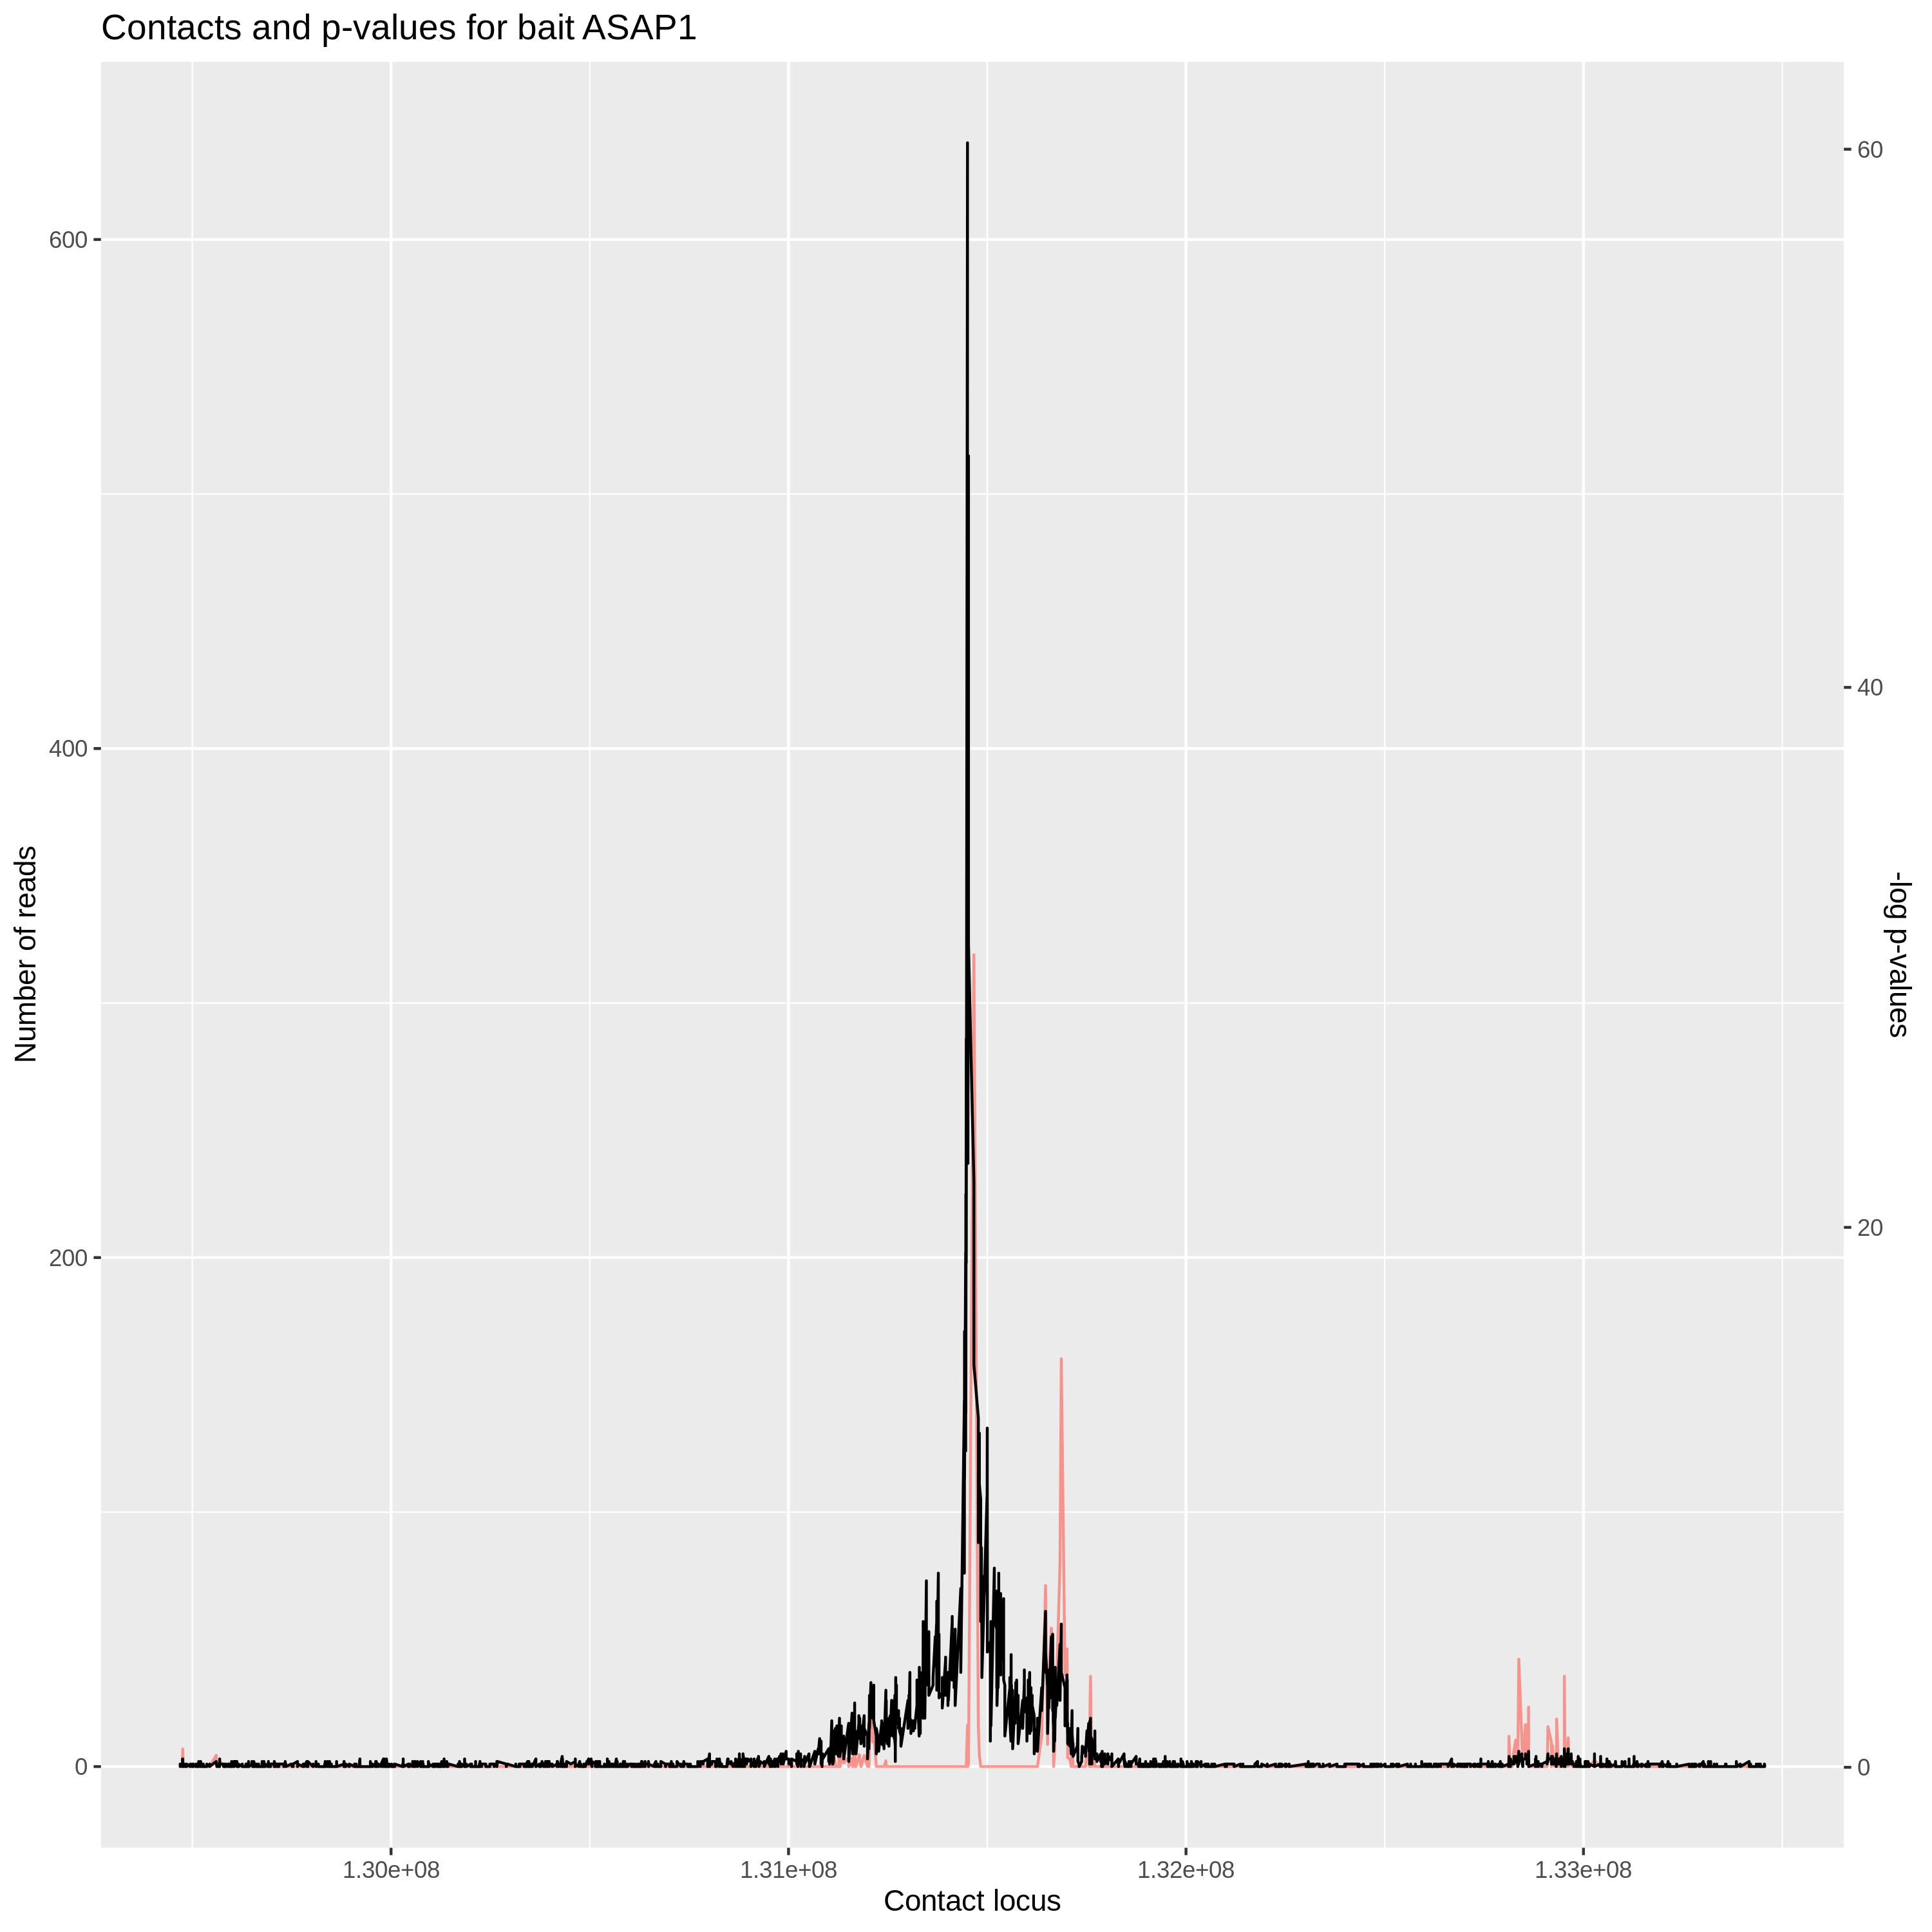 Contacts and p-values for bait ASAP1
600
400
200
0
Number of reads
60
40
20
0
-log p-values
1.30e+08
1.31e+08
1.32e+08
1.33e+08
Contact locus